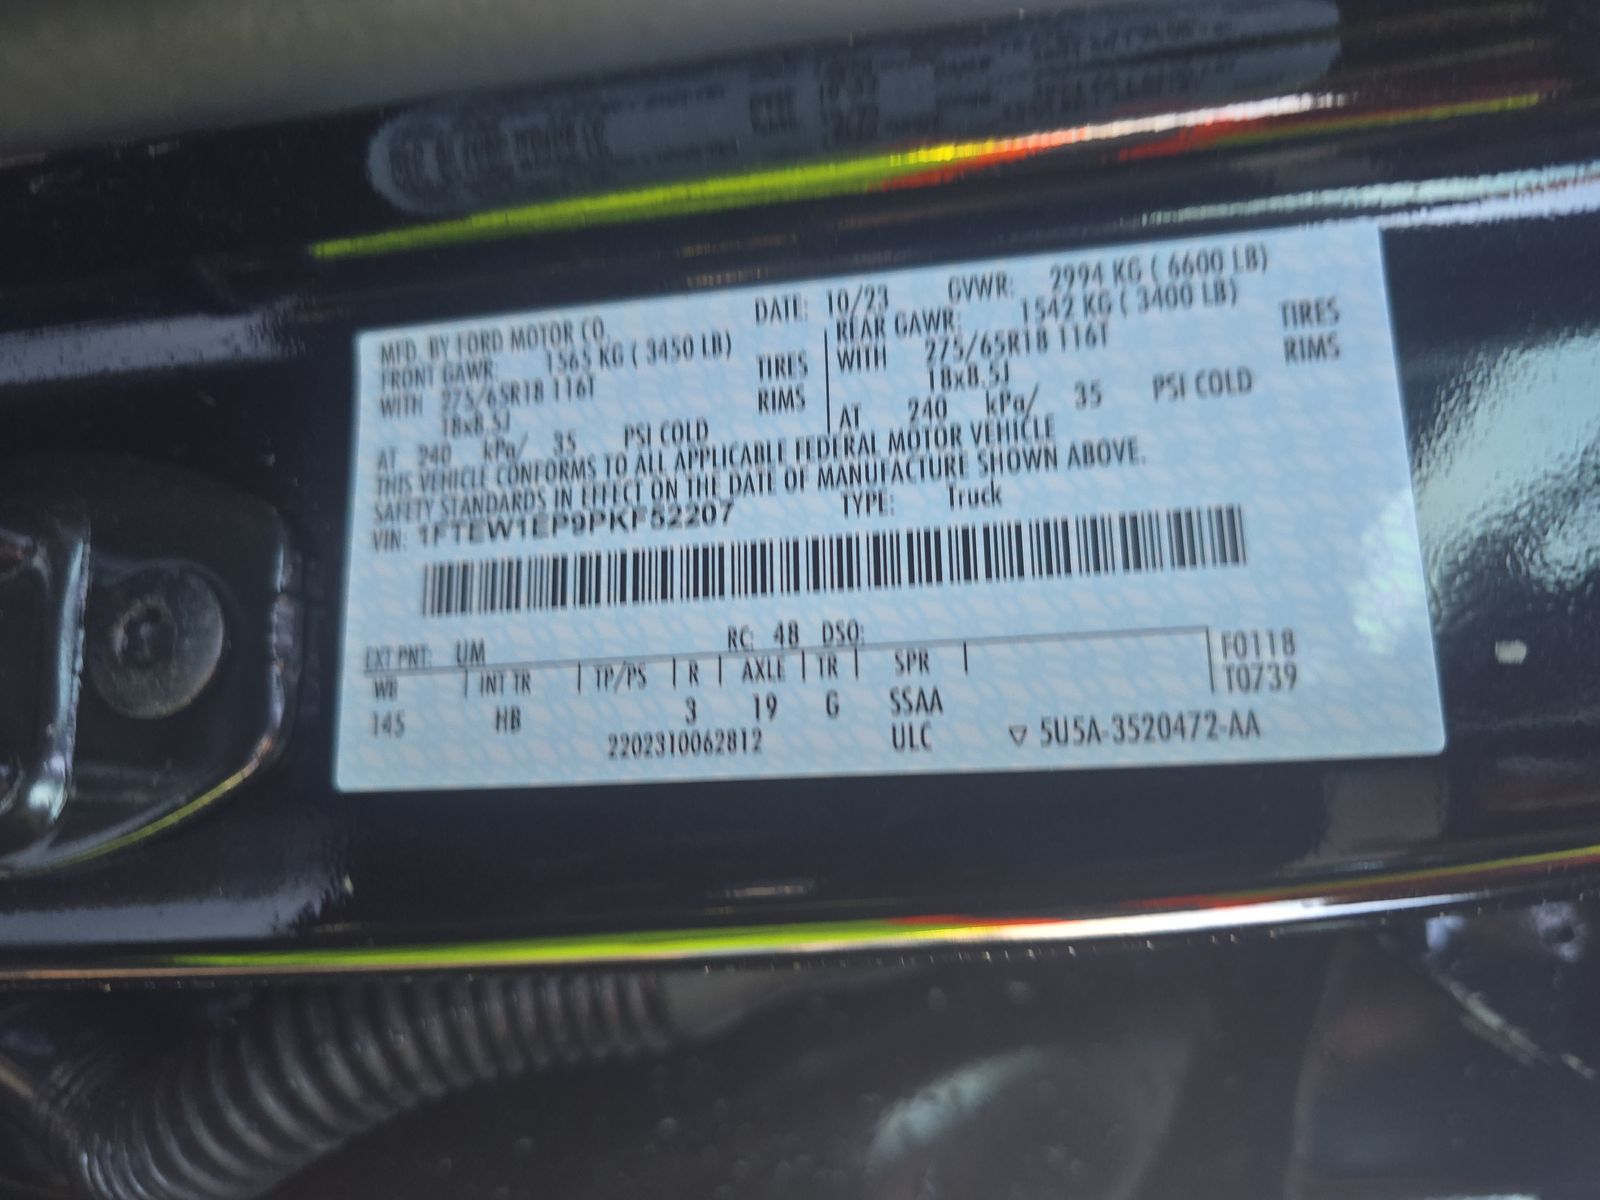 MFD. BY FORD MOTOR CO. DATE: 10/23 GVWR: 2994 KG ( 6600 LB)
FRONT GAWR: 1565 KG ( 3450 LB) REAR GAWR: 1542 KG ( 3400 LB)
WITH 275/65R18 116T TIRES WITH 275/65R18 116T TIRES
18x8.5J RIMS 18x8.5J RIMS
AT 240 kPa/ 35 PSI COLD AT 240 kPa/ 35 PSI COLD
THIS VEHICLE CONFORMS TO ALL APPLICABLE FEDERAL MOTOR VEHICLE
SAFETY STANDARDS IN EFFECT ON THE DATE OF MANUFACTURE SHOWN ABOVE.
VIN: 1FTEW1EP9PKF52207 TYPE: Truck
EXT PNT: UM RC: 48 DSO: F0118
WB INT TR TP/PS R AXLE TR SPR T0739
145 HB 3 19 G SSAA
2202310062812 ULC ▽ 5U5A-3520472-AA